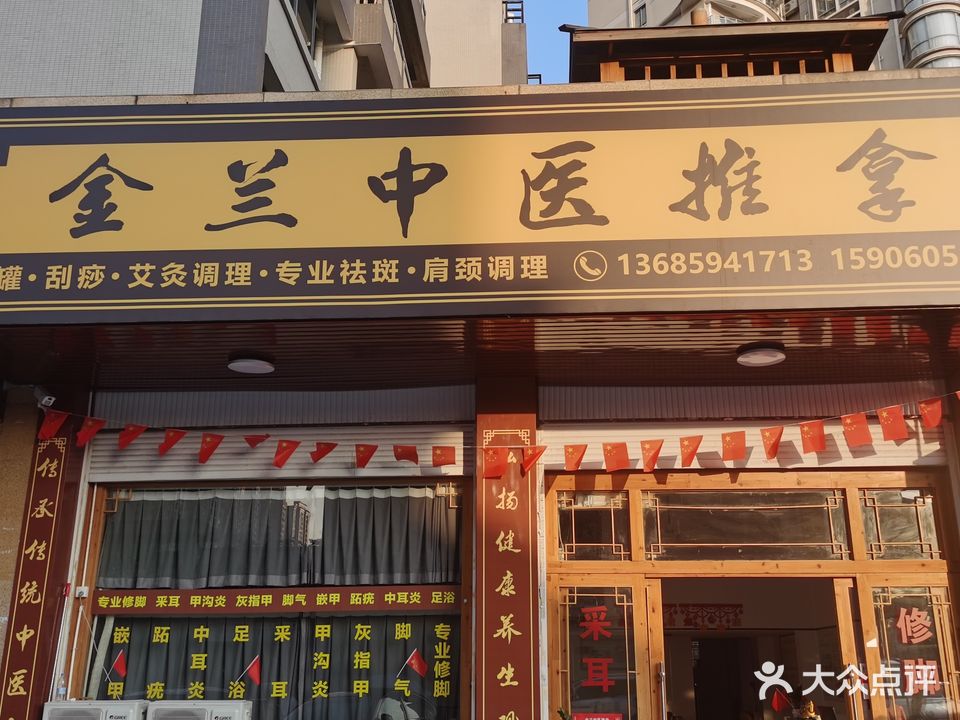 金兰中医推拿
罐·刮痧·艾灸调理·专业祛斑·肩颈调理 13685941713 1590605
传承传统中医
扬健康养生
专业修脚 采耳 甲沟炎 灰指甲 脚气 嵌甲 跖疣 中耳炎 足浴
嵌甲
跖疣
中耳炎
足浴
采耳
甲沟炎
灰指甲
脚气
专业修脚
采耳
修脚
GREE
GREE
大众点评